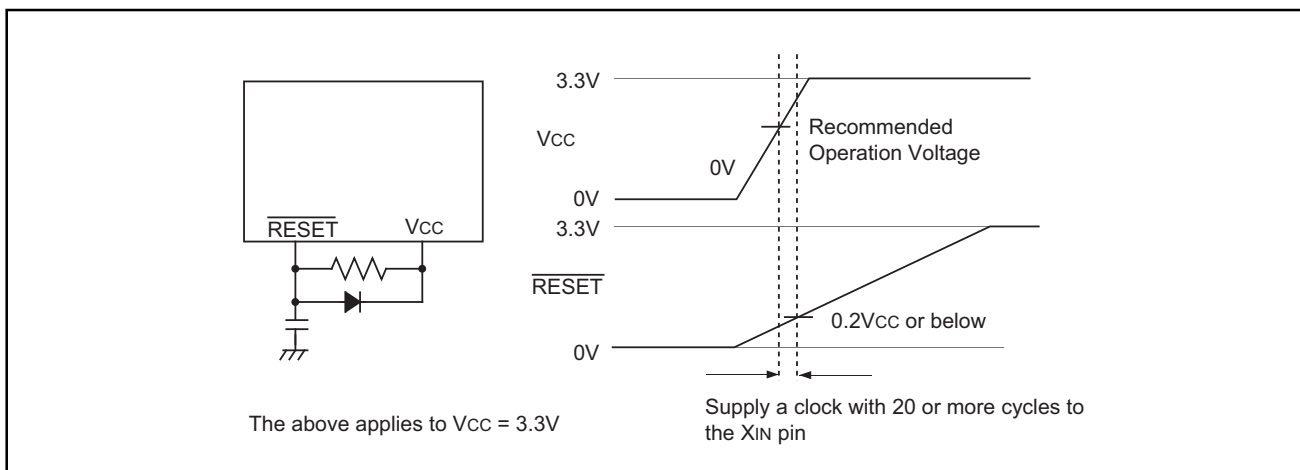 RESET
VCC
The above applies to VCC = 3.3V
3.3V
VCC
0V
Recommended
Operation Voltage
0V
3.3V
RESET
0.2VCC or below
0V
Supply a clock with 20 or more cycles to
the XIN pin